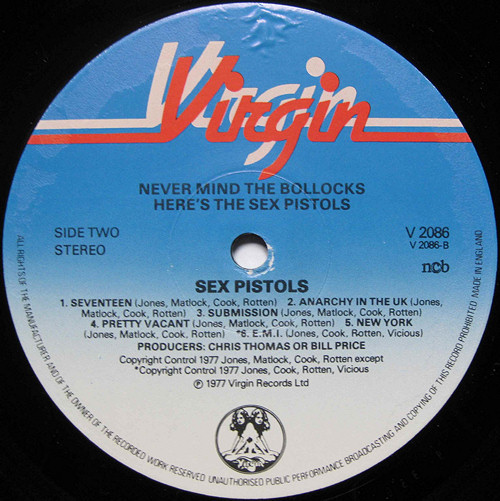 Virgin
NEVER MIND THE BOLLOCKS
HERE'S THE SEX PISTOLS
SIDE TWO
STEREO
V 2086
V 2086-B
ncb
SEX PISTOLS
1. SEVENTEEN (Jones, Matlock, Cook, Rotten) 2. ANARCHY IN THE UK (Jones,
Matlock, Cook, Rotten) 3. SUBMISSION (Jones, Matlock, Cook, Rotten)
4. PRETTY VACANT (Jones, Matlock, Cook, Rotten) 5. NEW YORK
(Jones, Matlock, Cook, Rotten) *6. E.M.I. (Jones, Cook, Rotten, Vicious)
PRODUCERS: CHRIS THOMAS OR BILL PRICE
Copyright Control 1977 Jones, Matlock, Cook, Rotten except
*Copyright Control 1977 Jones, Cook, Rotten, Vicious
℗ 1977 Virgin Records Ltd
Virgin
ALL RIGHTS OF THE MANUFACTURER AND OF THE OWNER OF THE RECORDED WORK RESERVED. UNAUTHORISED PUBLIC PERFORMANCE BROADCASTING AND COPYING OF THIS RECORD PROHIBITED. MADE IN ENGLAND